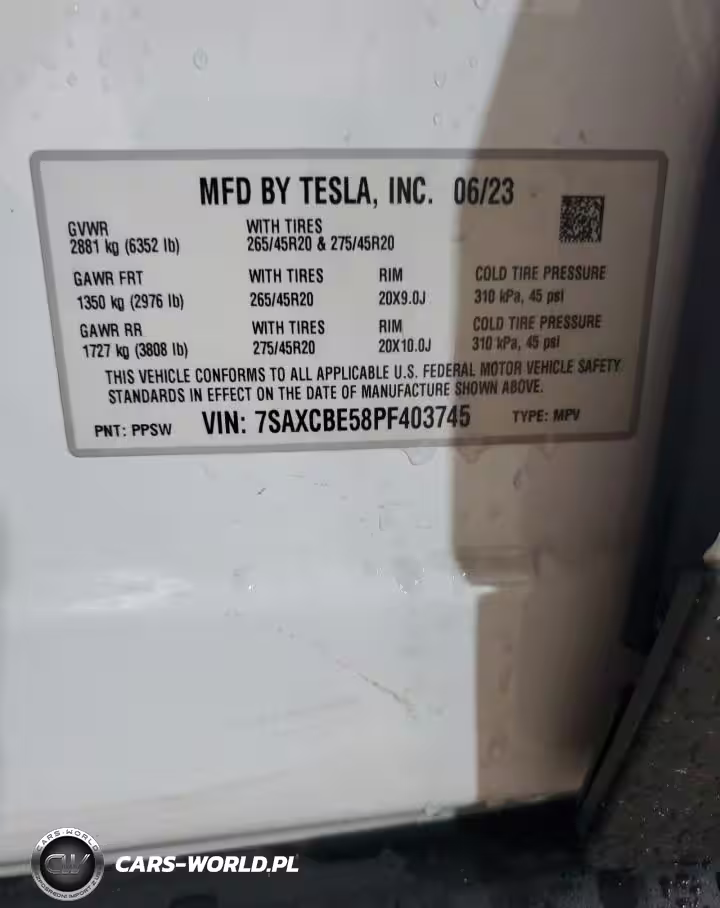 MFD BY TESLA, INC. 06/23
GVWR WITH TIRES
2881 kg (6352 lb) 265/45R20 & 275/45R20
GAWR FRT WITH TIRES RIM COLD TIRE PRESSURE
1350 kg (2976 lb) 265/45R20 20X9.0J 310 kPa, 45 psi
GAWR RR WITH TIRES RIM COLD TIRE PRESSURE
1727 kg (3808 lb) 275/45R20 20X10.0J 310 kPa, 45 psi
THIS VEHICLE CONFORMS TO ALL APPLICABLE U.S. FEDERAL MOTOR VEHICLE SAFETY
STANDARDS IN EFFECT ON THE DATE OF MANUFACTURE SHOWN ABOVE.
PNT: PPSW VIN: 7SAXCBE58PF403745 TYPE: MPV
CARS-WORLD
CW
CARS-WORLD.PL